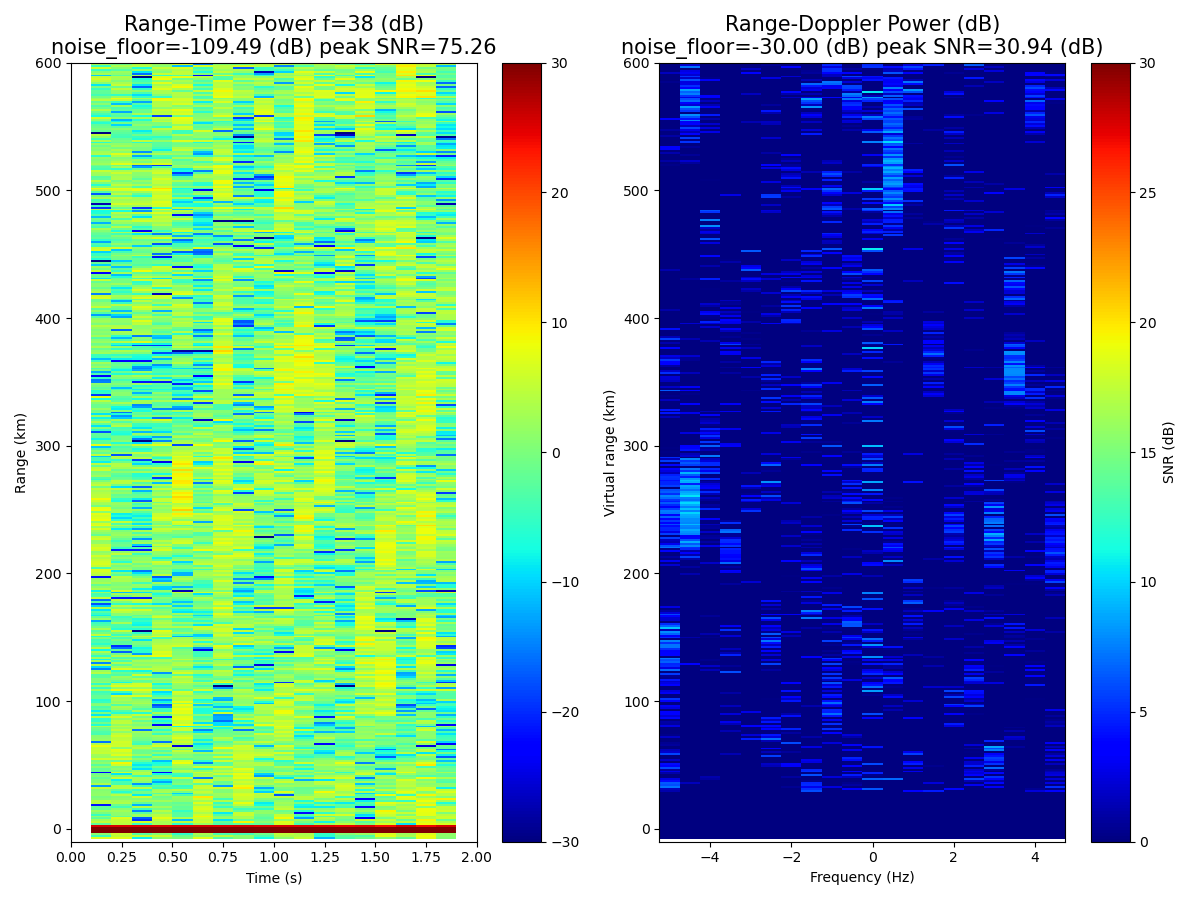 Range-Time Power f=38 (dB)
noise_floor=-109.49 (dB) peak SNR=75.26
600
500
400
300
200
100
0
Range (km)
0.00 0.25 0.50 0.75 1.00 1.25 1.50 1.75 2.00
Time (s)
30
20
10
0
−10
−20
−30
Range-Doppler Power (dB)
noise_floor=-30.00 (dB) peak SNR=30.94 (dB)
600
500
400
300
200
100
0
Virtual range (km)
−4 −2 0 2 4
Frequency (Hz)
30
25
20
15
10
5
0
SNR (dB)